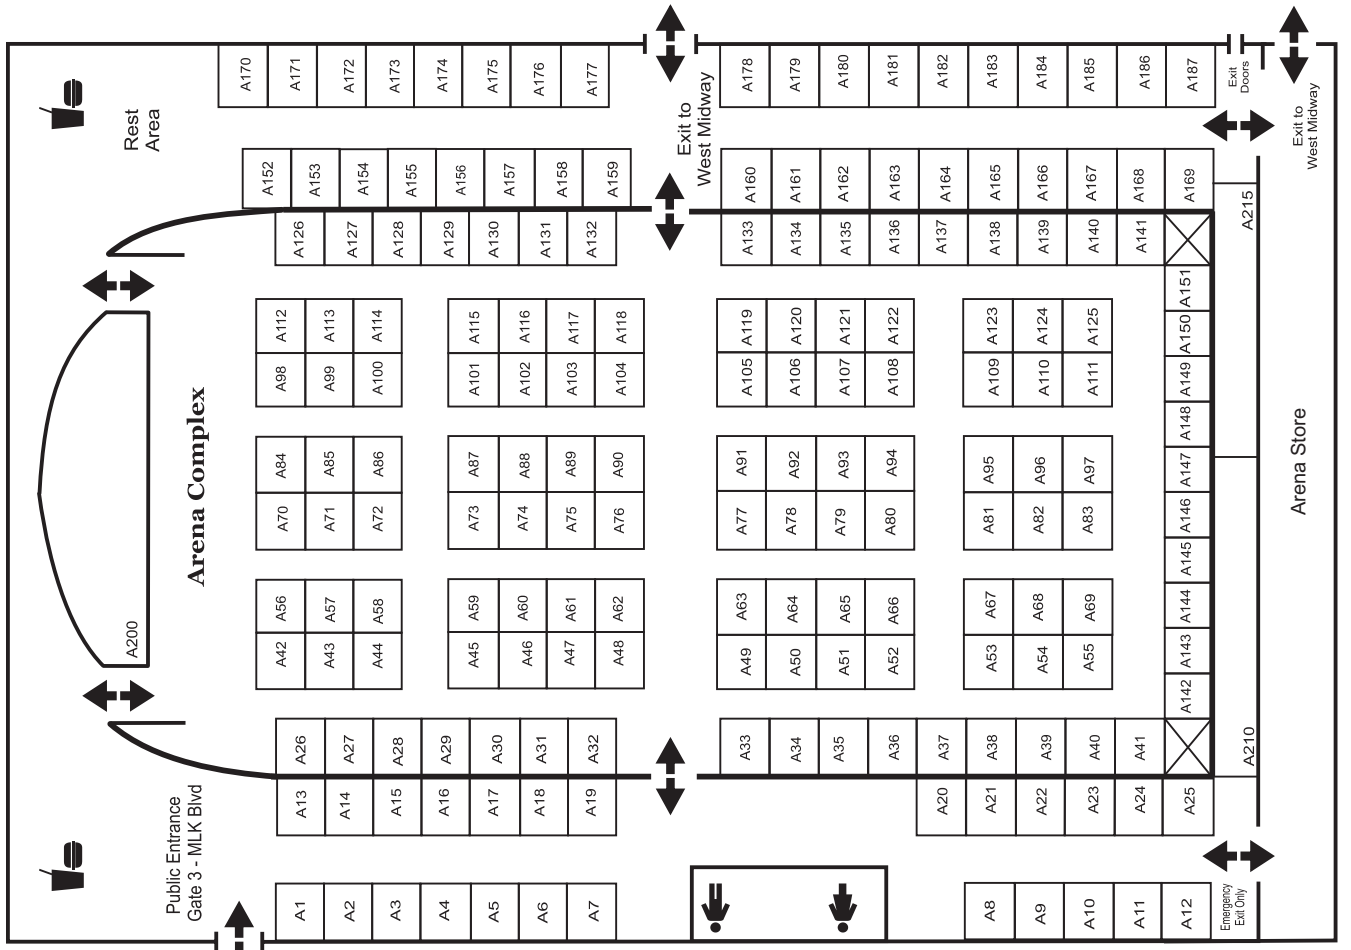 A170
A171
A172
A173
A174
A175
A176
A177
A178
A179
A180
A181
A182
A183
A184
A185
A186
A187
Exit
Doors
Exit to
West Midway
Rest
Area
Exit to
West Midway
A152
A153
A154
A155
A156
A157
A158
A159
A160
A161
A162
A163
A164
A165
A166
A167
A168
A169
A215
A126
A127
A128
A129
A130
A131
A132
A133
A134
A135
A136
A137
A138
A139
A140
A141
A151
A150
A149
A148
A147
A146
A145
A144
A143
A142
A112
A113
A114
A115
A116
A117
A118
A119
A120
A121
A122
A123
A124
A125
A98
A99
A100
A101
A102
A103
A104
A105
A106
A107
A108
A109
A110
A111
Arena Complex
Arena Store
A84
A85
A86
A87
A88
A89
A90
A91
A92
A93
A94
A95
A96
A97
A70
A71
A72
A73
A74
A75
A76
A77
A78
A79
A80
A81
A82
A83
A200
A56
A57
A58
A59
A60
A61
A62
A63
A64
A65
A66
A67
A68
A69
A42
A43
A44
A45
A46
A47
A48
A49
A50
A51
A52
A53
A54
A55
A26
A27
A28
A29
A30
A31
A32
A33
A34
A35
A36
A37
A38
A39
A40
A41
A210
A13
A14
A15
A16
A17
A18
A19
A20
A21
A22
A23
A24
A25
Public Entrance
Gate 3 - MLK Blvd
A1
A2
A3
A4
A5
A6
A7
A8
A9
A10
A11
A12
Emergency
Exit Only